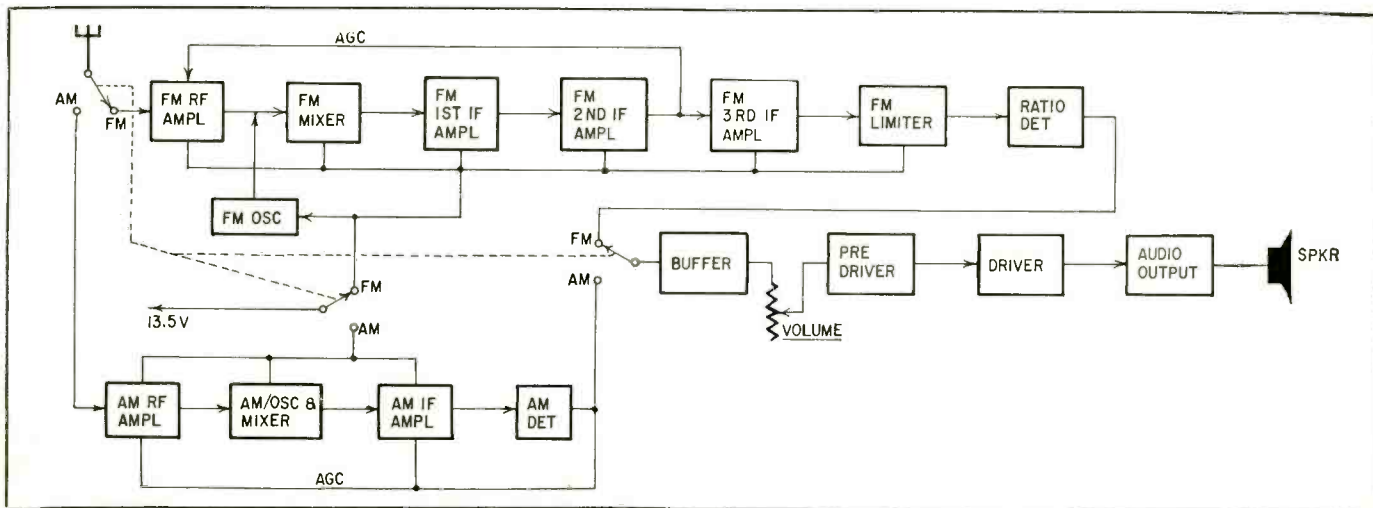 AGC
AM
FM
FM RF
AMPL
FM
MIXER
FM
1ST IF
AMPL
FM
2ND IF
AMPL
FM
3RD IF
AMPL
FM
LIMITER
RATIO
DET
FM OSC
FM
AM
BUFFER
VOLUME
PRE
DRIVER
DRIVER
AUDIO
OUTPUT
SPKR
13.5V
FM
AM
AM RF
AMPL
AM/OSC &
MIXER
AM IF
AMPL
AM
DET
AGC